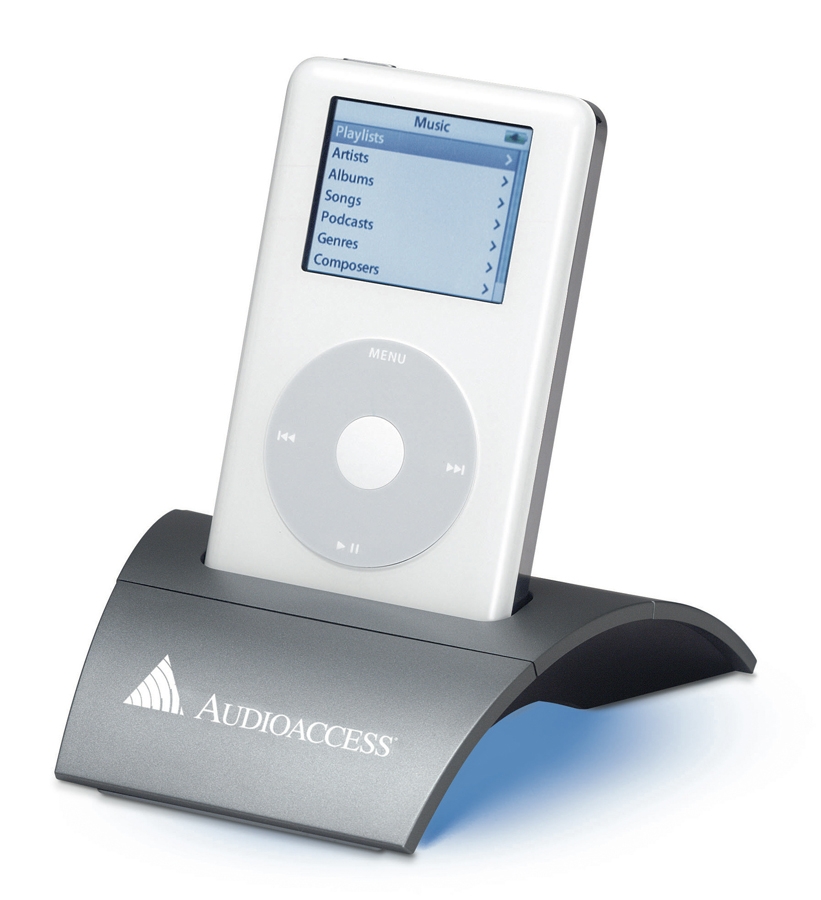 Music
Playlists
Artists
Albums
Songs
Podcasts
Genres
Composers
MENU
AUDIOACCESS